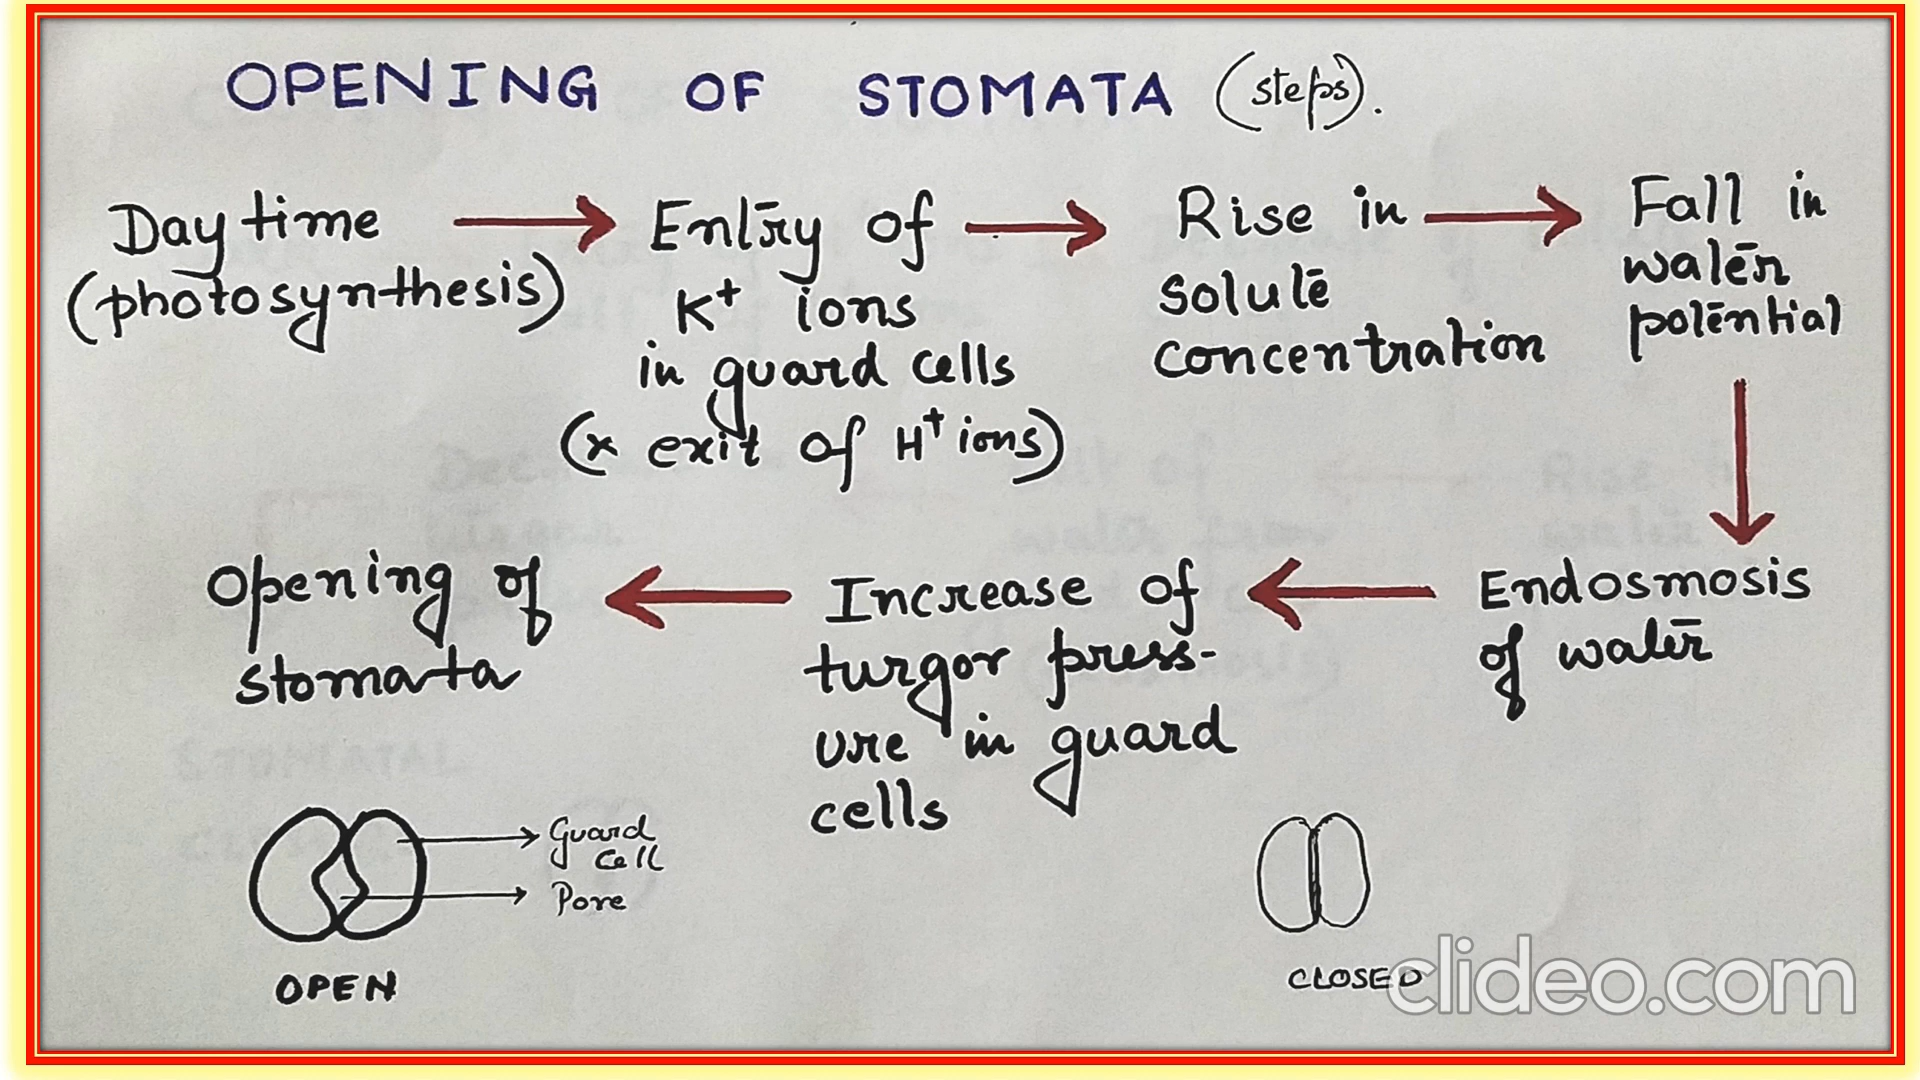 OPENING OF STOMATA (steps).
Day time
(photosynthesis)
Entry of
K+ ions
in guard cells
(x exit of H+ ions)
Rise in
solute
concentration
Fall in
water
potential
Endosmosis
of water
Increase of
turgor press-
ure in guard
cells
Opening of
stomata
Guard
Cell
Pore
OPEN
CLOSED
clideo.com